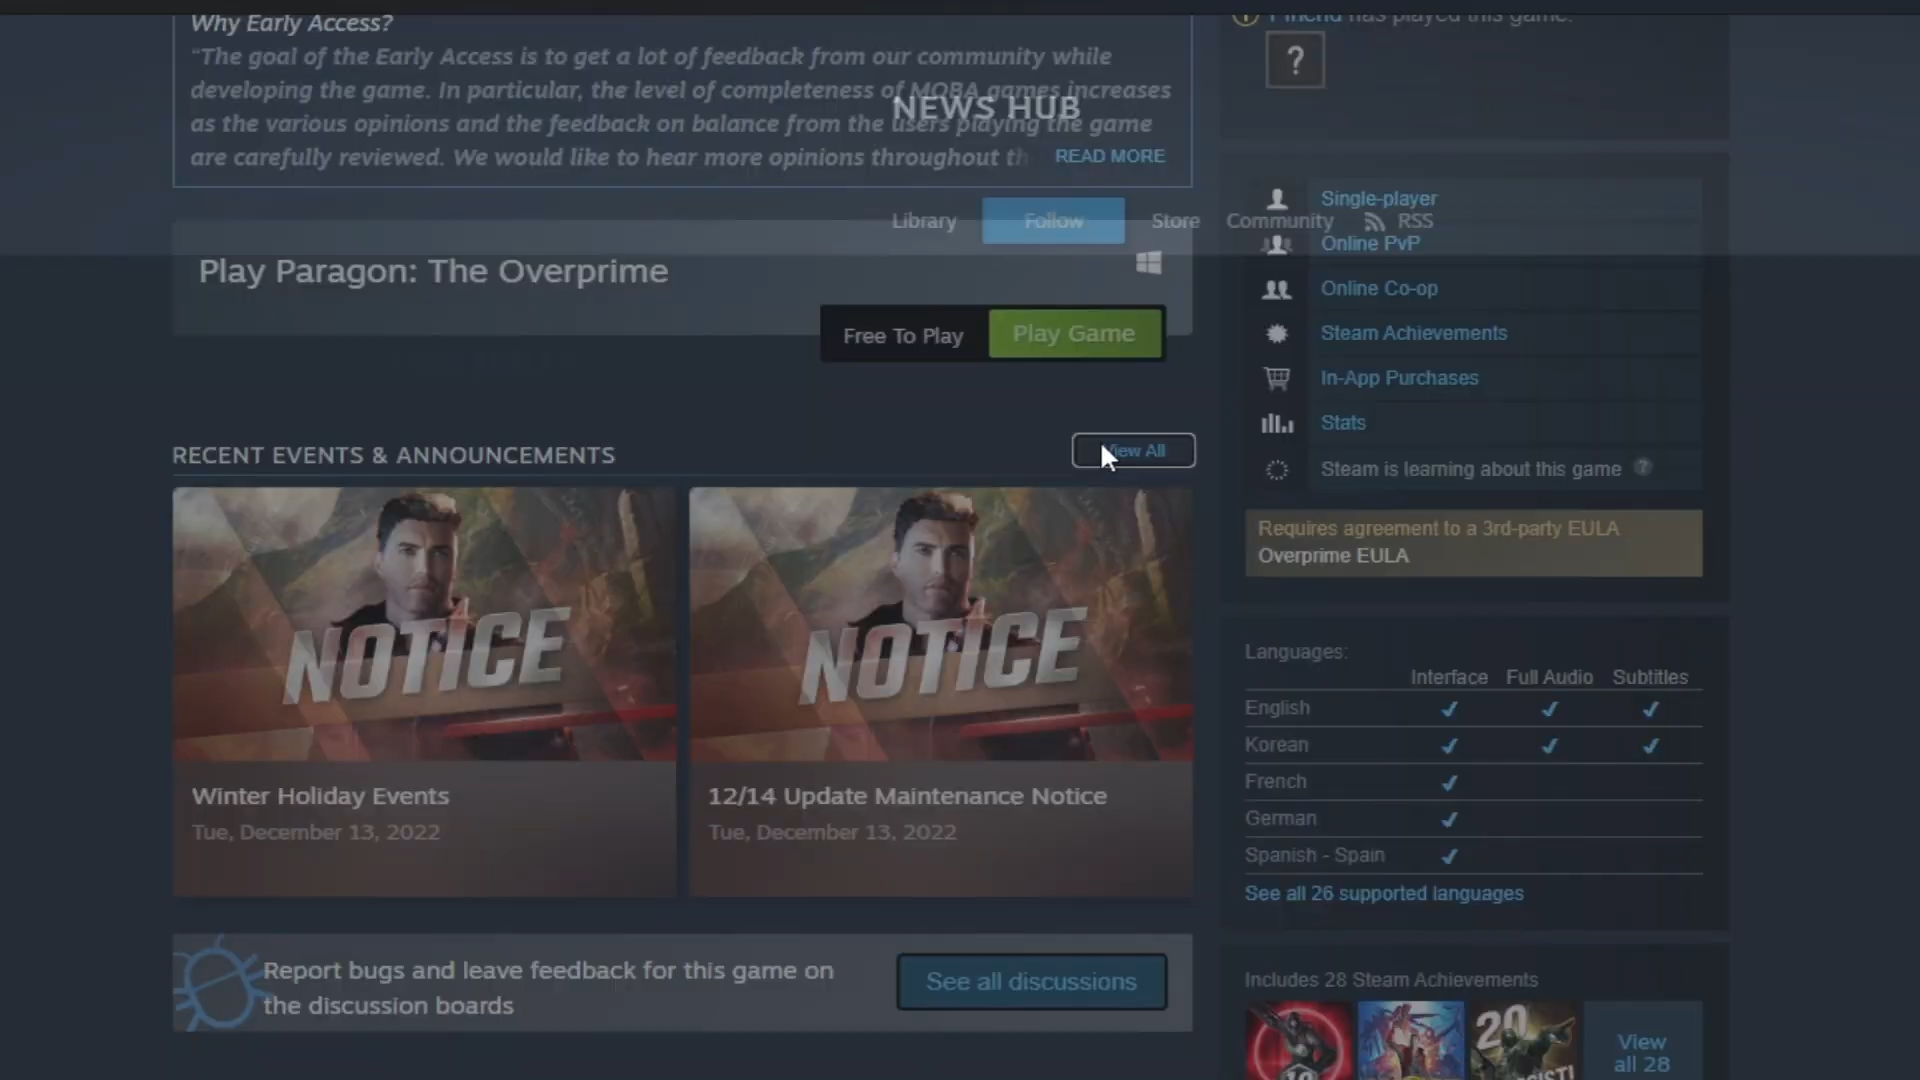 Why Early Access?
"The goal of the Early Access is to get a lot of feedback from our community while
developing the game. In particular, the level of completeness of MOBA games increases
as the various opinions and the feedback on balance from the users playing the game
are carefully reviewed. We would like to hear more opinions throughout th
READ MORE
NEWS HUB
Library Follow Store Community RSS
Play Paragon: The Overprime
Free To Play Play Game
RECENT EVENTS & ANNOUNCEMENTS
View All
NOTICE
Winter Holiday Events
Tue, December 13, 2022
NOTICE
12/14 Update Maintenance Notice
Tue, December 13, 2022
Report bugs and leave feedback for this game on
the discussion boards
See all discussions
has played this game.
?
Single-player
Online PvP
Online Co-op
Steam Achievements
In-App Purchases
Stats
Steam is learning about this game ?
Requires agreement to a 3rd-party EULA
Overprime EULA
Languages:
Interface Full Audio Subtitles
English
Korean
French
German
Spanish - Spain
See all 26 supported languages
Includes 28 Steam Achievements
20
View
all 28